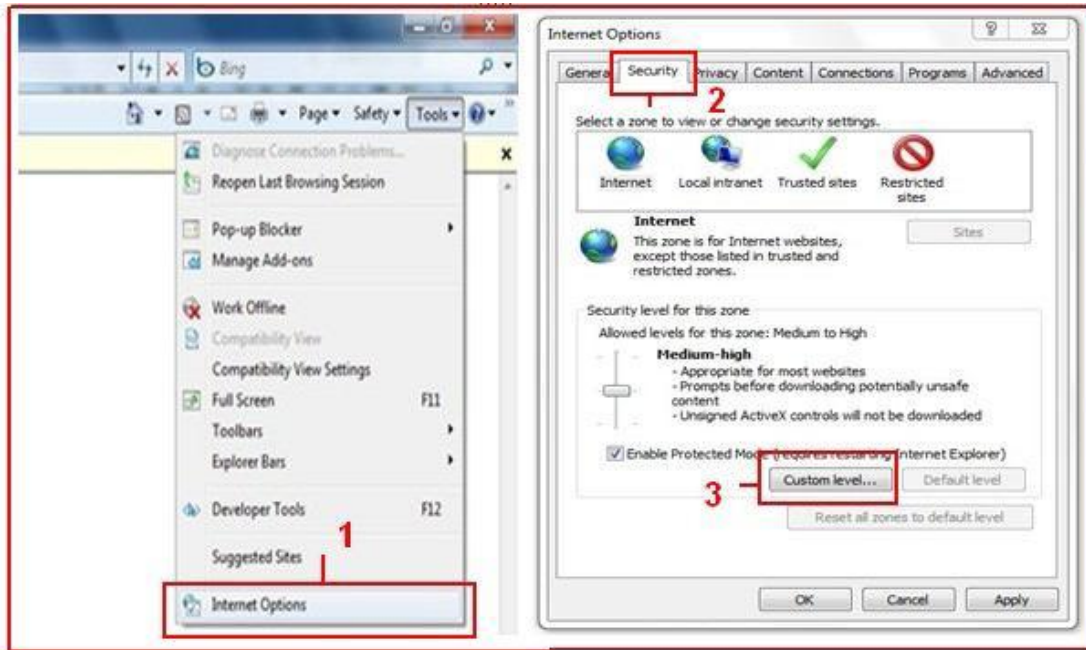 Bing
Page Safety Tools
Diagnose Connection Problems...
Reopen Last Browsing Session
Pop-up Blocker
Manage Add-ons
Work Offline
Compatibility View
Compatibility View Settings
Full Screen F11
Toolbars
Explorer Bars
Developer Tools F12
1
Suggested Sites
Internet Options
Internet Options
General Security Privacy Content Connections Programs Advanced
2
Select a zone to view or change security settings.
Internet Local intranet Trusted sites Restricted
sites
Internet
Sites
This zone is for Internet websites,
except those listed in trusted and
restricted zones.
Security level for this zone
Allowed levels for this zone: Medium to High
Medium-high
- Appropriate for most websites
- Prompts before downloading potentially unsafe
content
- Unsigned ActiveX controls will not be downloaded
Enable Protected Mode (requires restarting Internet Explorer)
3
Custom level... Default level
Reset all zones to default level
OK Cancel Apply